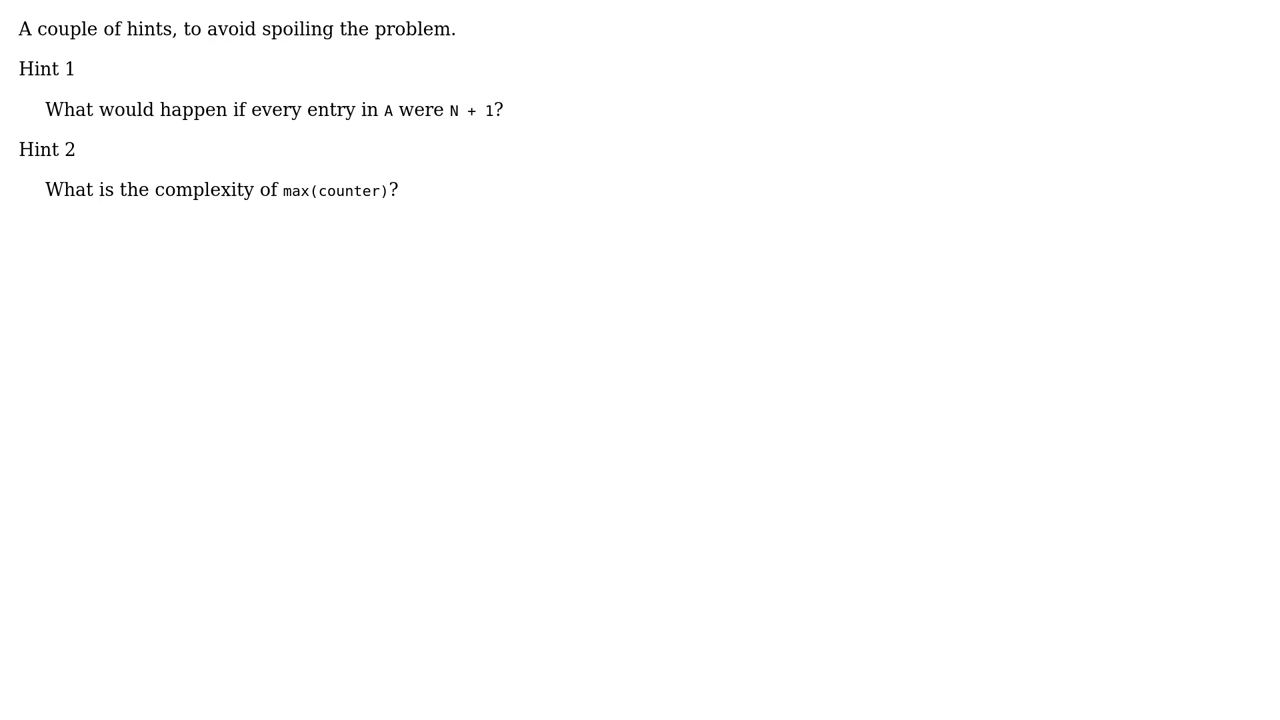 A couple of hints, to avoid spoiling the problem.
Hint 1
What would happen if every entry in A were N + 1?
Hint 2
What is the complexity of max(counter)?